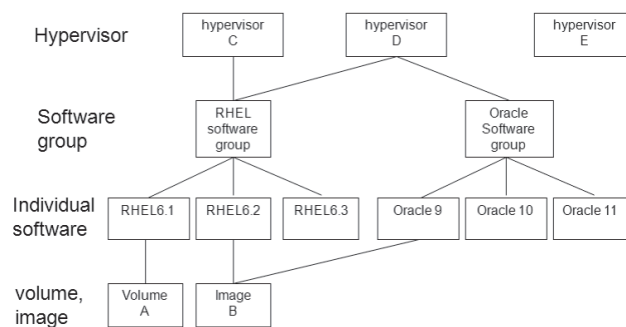 Hypervisor
hypervisor
C
hypervisor
D
hypervisor
E
Software
group
RHEL
software
group
Oracle
Software
group
Individual
software
RHEL6.1
RHEL6.2
RHEL6.3
Oracle 9
Oracle 10
Oracle 11
volume,
image
Volume
A
Image
B